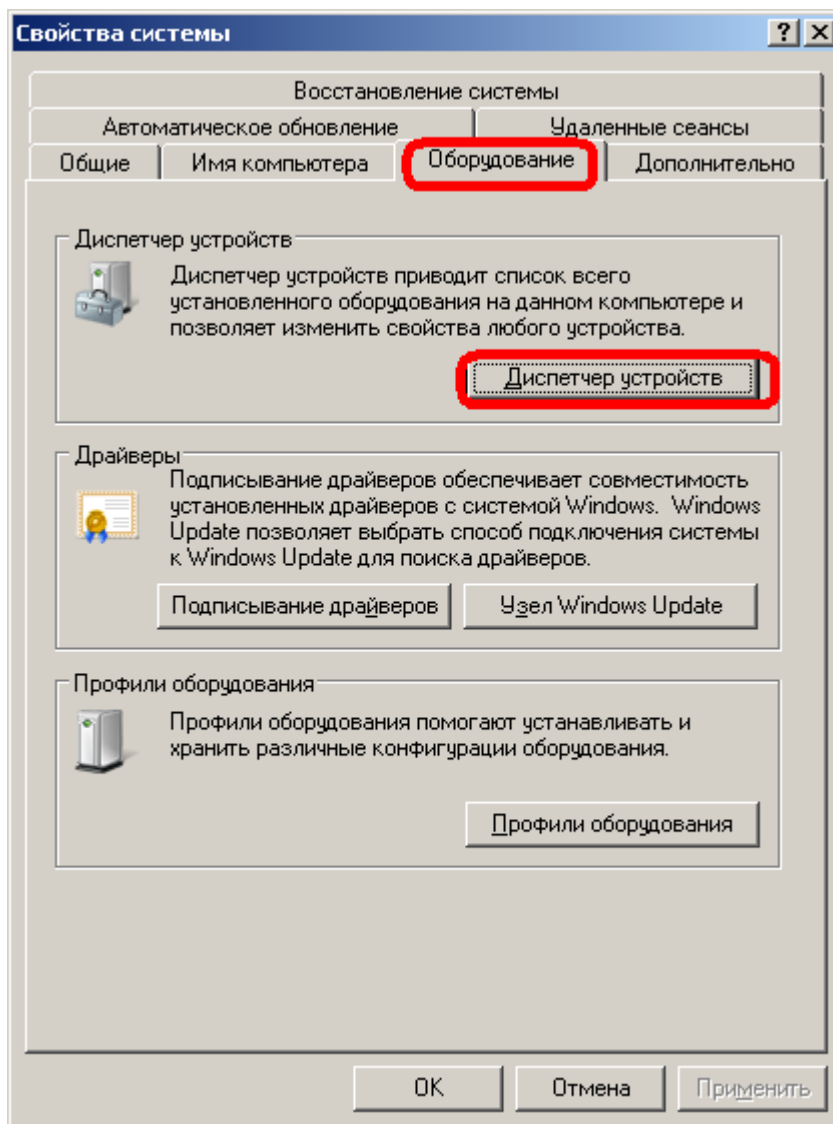 Свойства системы
Восстановление системы
Автоматическое обновление Удаленные сеансы
Общие Имя компьютера Оборудование Дополнительно
Диспетчер устройств
Диспетчер устройств приводит список всего
установленного оборудования на данном компьютере и
позволяет изменить свойства любого устройства.
Диспетчер устройств
Драйверы
Подписывание драйверов обеспечивает совместимость
установленных драйверов с системой Windows. Windows
Update позволяет выбрать способ подключения системы
к Windows Update для поиска драйверов.
Подписывание драйверов Узел Windows Update
Профили оборудования
Профили оборудования помогают устанавливать и
хранить различные конфигурации оборудования.
Профили оборудования
OK Отмена Применить